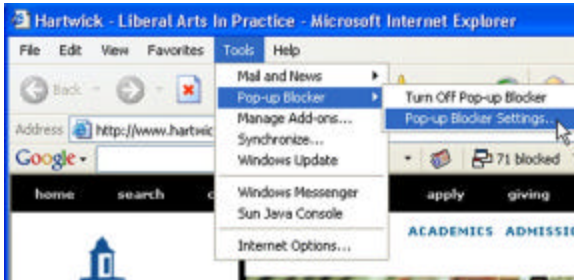 Hartwick - Liberal Arts In Practice - Microsoft Internet Explorer
File Edit View Favorites Tools Help
Mail and News
Back
Pop-up Blocker
Turn Off Pop-up Blocker
Manage Add-ons...
Pop-up Blocker Settings...
Address http://www.hartwic
Synchronize...
Google
Windows Update
71 blocked
home search
Windows Messenger
apply giving
Sun Java Console
ACADEMICS ADMISSI
Internet Options...